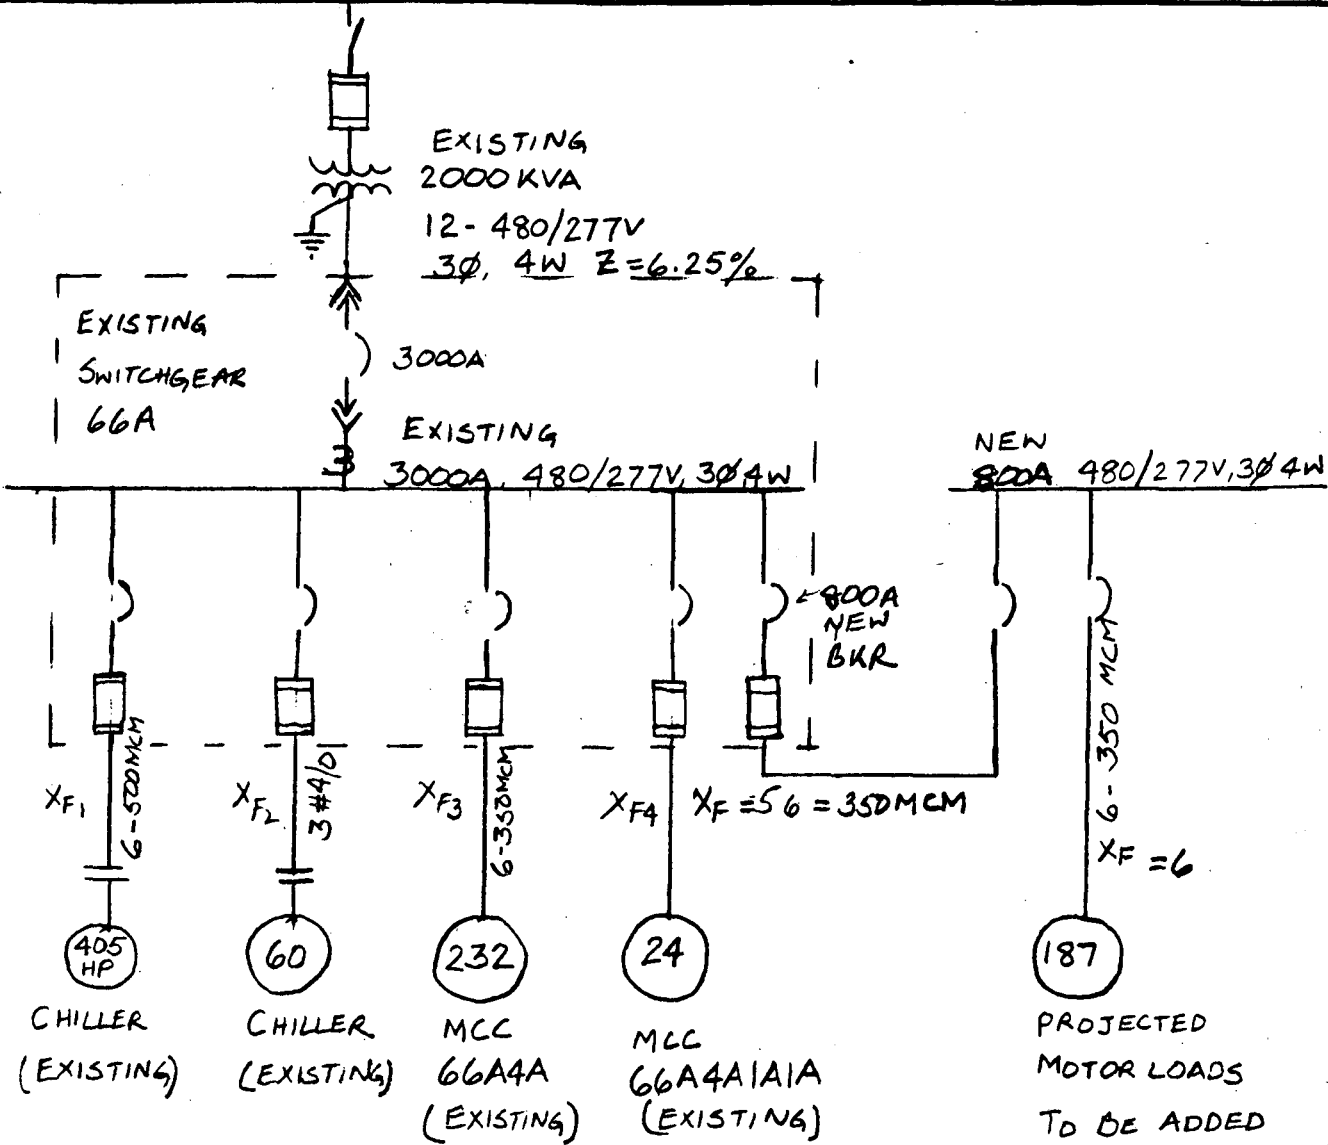 EXISTING
2000 KVA
12- 480/277V
3Ø, 4W Z=6.25%
EXISTING
SWITCHGEAR
66A
3000A
EXISTING
3000A, 480/277V, 3Ø4W
NEW
800A 480/277V, 3Ø 4W
800A
NEW
BKR
XF1
6-500MCM
XF2
3#4/0
XF3
6-350MCM
XF4
XF =56 = 350MCM
6-350 MCM
XF =6
405
HP
60
232
24
187
CHILLER
(EXISTING)
CHILLER
(EXISTING)
MCC
66A4A
(EXISTING)
MCC
66A4A1A1A
(EXISTING)
PROJECTED
MOTOR LOADS
TO BE ADDED